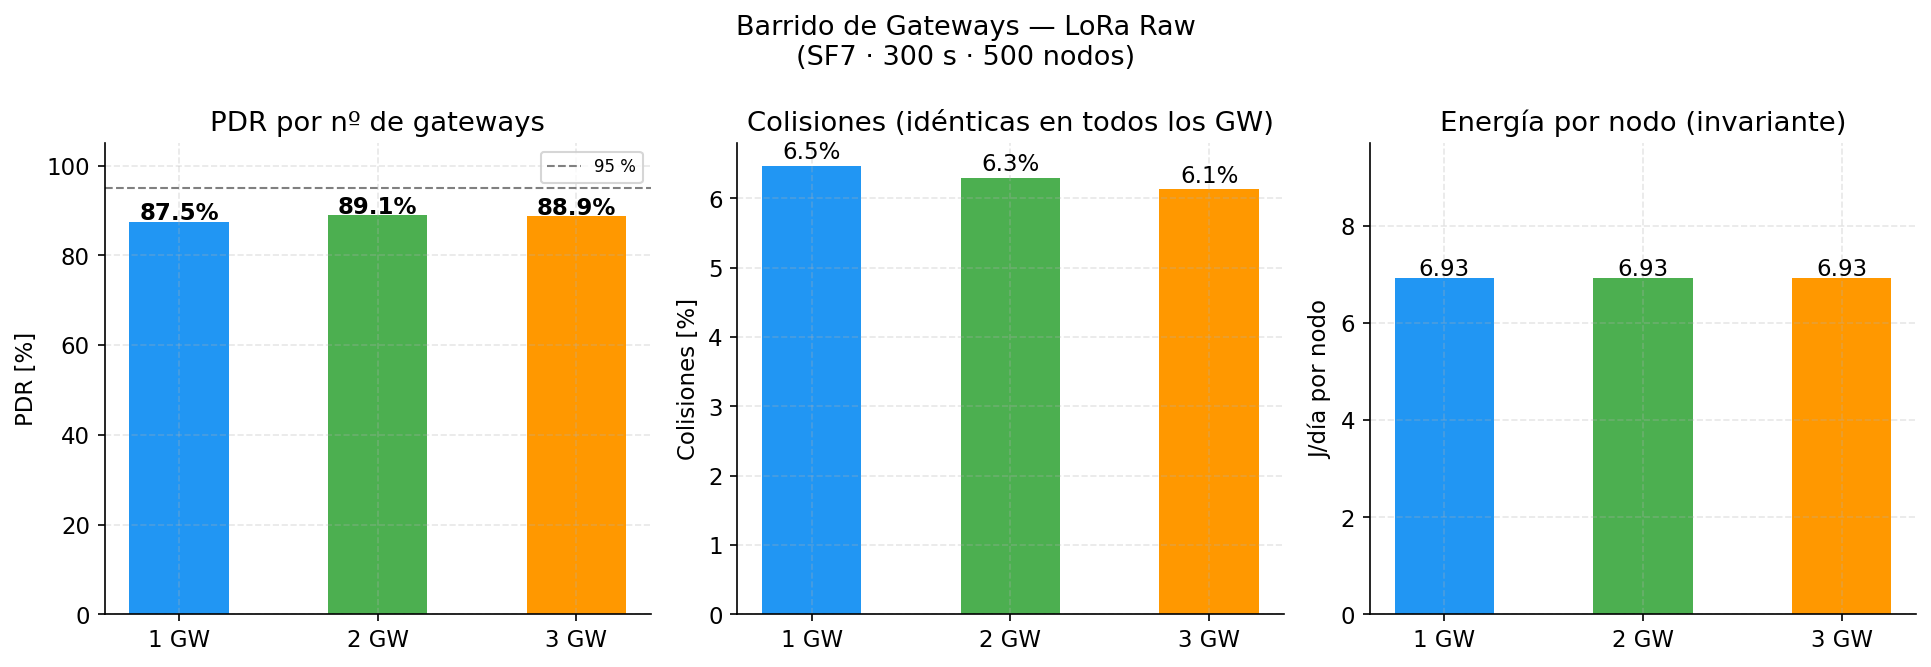 Barrido de Gateways — LoRa Raw
(SF7 · 300 s · 500 nodos)
PDR por nº de gateways
PDR [%]
100
80
60
40
20
0
95 %
87.5%
89.1%
88.9%
1 GW
2 GW
3 GW
Colisiones (idénticas en todos los GW)
Colisiones [%]
6
5
4
3
2
1
0
6.5%
6.3%
6.1%
1 GW
2 GW
3 GW
Energía por nodo (invariante)
J/día por nodo
8
6
4
2
0
6.93
6.93
6.93
1 GW
2 GW
3 GW